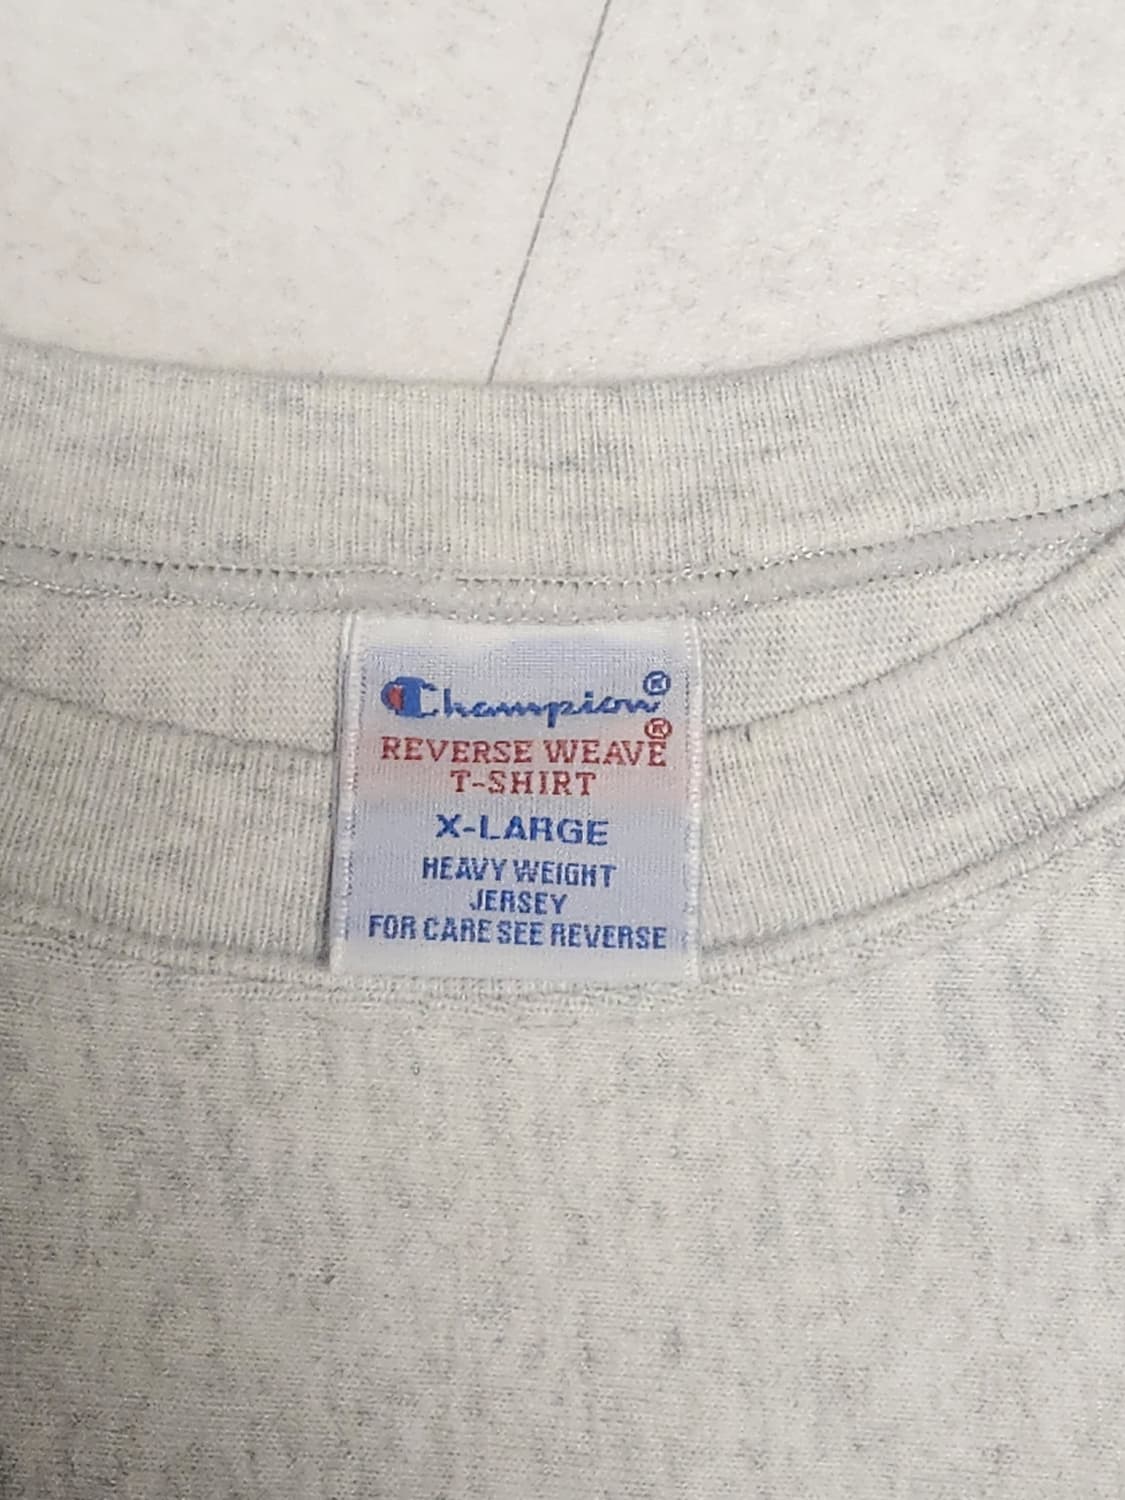 Champion®
REVERSE WEAVE®
T-SHIRT
X-LARGE
HEAVY WEIGHT
JERSEY
FOR CARE SEE REVERSE